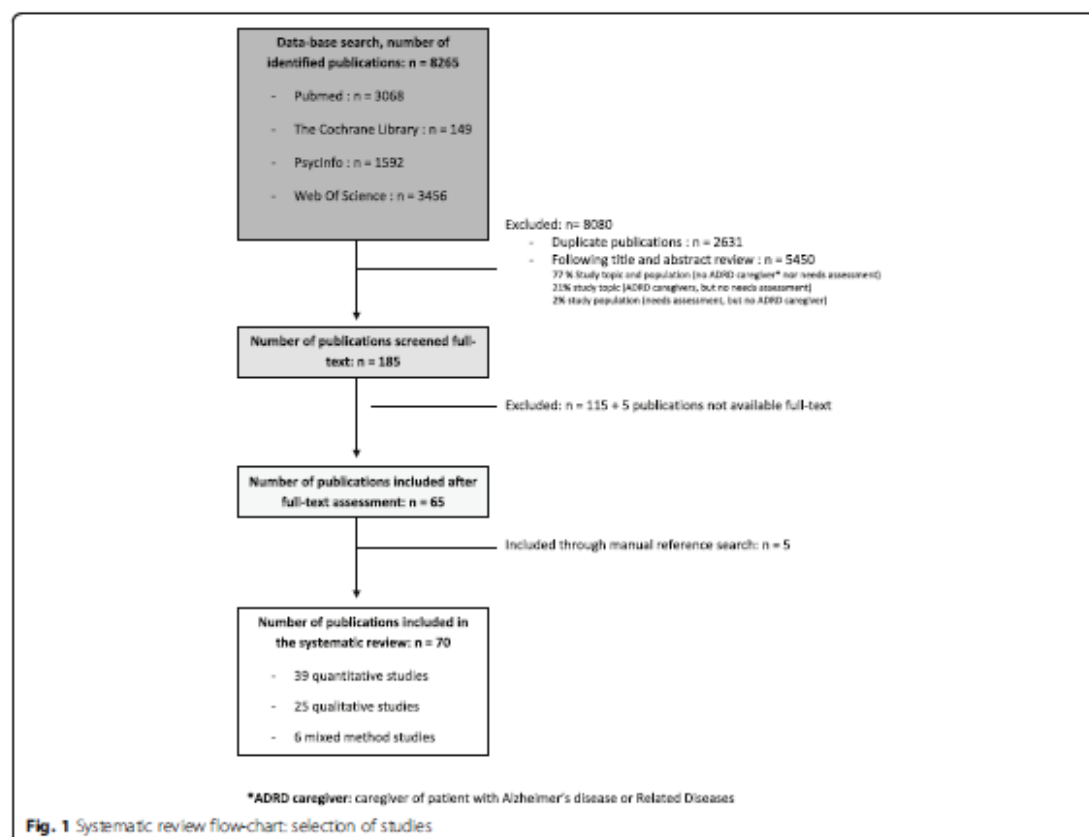 Data-base search, number of
identified publications: n = 8265
- Pubmed : n = 3068
- The Cochrane Library : n = 149
- PsycInfo : n = 1592
- Web Of Science : n = 3456
Excluded: n= 8080
- Duplicate publications : n = 2631
- Following title and abstract review : n = 5450
77 % Study topic and population (no ADRD caregiver* nor needs assessment)
21% study topic (ADRD caregivers, but no needs assessment)
2% study population (needs assessment, but no ADRD caregiver)
Number of publications screened full-
text: n = 185
Excluded: n = 115 + 5 publications not available full-text
Number of publications included after
full-text assessment: n = 65
Included through manual reference search: n = 5
Number of publications included in
the systematic review: n = 70
- 39 quantitative studies
- 25 qualitative studies
- 6 mixed method studies
*ADRD caregiver: caregiver of patient with Alzheimer's disease or Related Diseases
Fig. 1 Systematic review flow-chart: selection of studies